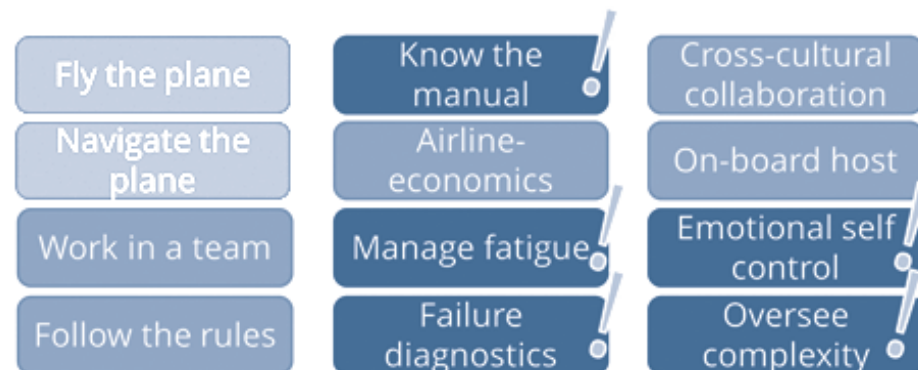 Fly the plane
Navigate the
plane
Work in a team
Follow the rules
Know the
manual
Airline-
economics
Manage fatigue
Failure
diagnostics
Cross-cultural
collaboration
On-board host
Emotional self
control
Oversee
complexity